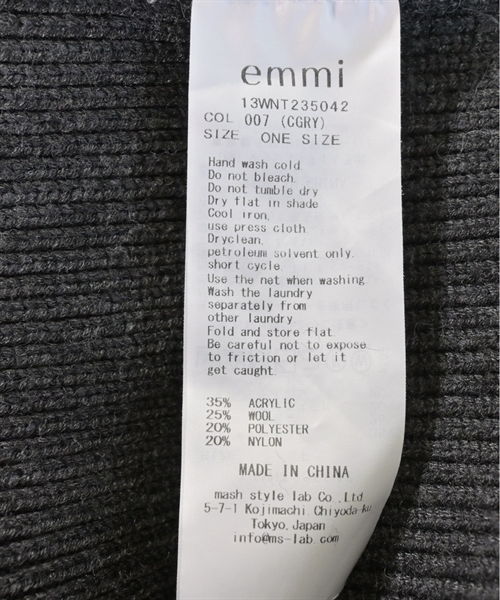 emmi
13WNT235042
COL 007 (CGRY)
SIZE ONE SIZE
Hand wash cold.
Do not bleach.
Do not tumble dry
Dry flat in shade
Cool iron,
use press cloth
Dryclean,
petroleum solvent only.
short cycle
Use the net when washing.
Wash the laundry
separately from
other laundry.
Fold and store flat
Be careful not to expose
to friction or let it
get caught.
35% ACRYLIC
25% WOOL
20% POLYESTER
20% NYLON
MADE IN CHINA
mash style lab Co.,Ltd.
5-7-1 Kojimachi Chiyoda-ku
Tokyo,Japan
info@ms-lab.com